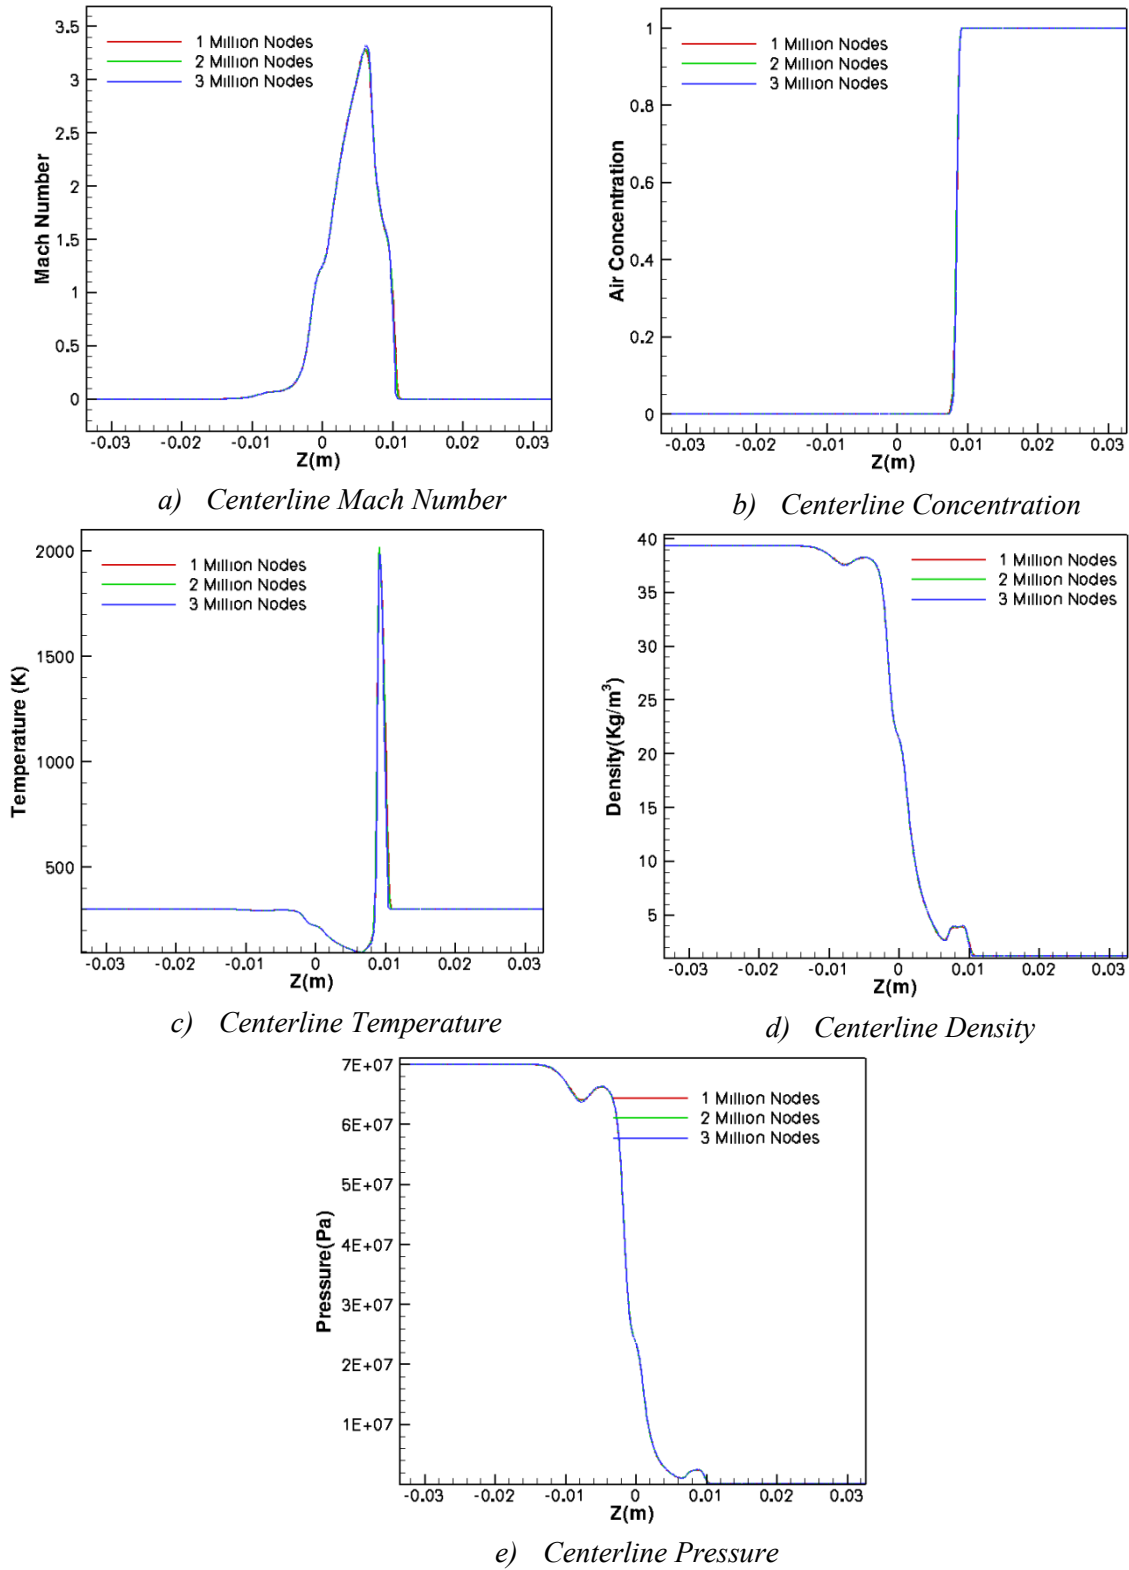 3.5
3
2.5
2
1.5
1
0.5
0
Mach Number
1 Million Nodes
2 Million Nodes
3 Million Nodes
-0.03 -0.02 -0.01 0 0.01 0.02 0.03
Z(m)
a) Centerline Mach Number
1
0.8
0.6
0.4
0.2
0
Air Concentration
1 Million Nodes
2 Million Nodes
3 Million Nodes
-0.03 -0.02 -0.01 0 0.01 0.02 0.03
Z(m)
b) Centerline Concentration
2000
1500
1000
500
Temperature (K)
1 Million Nodes
2 Million Nodes
3 Million Nodes
-0.03 -0.02 -0.01 0 0.01 0.02 0.03
Z(m)
c) Centerline Temperature
40
35
30
25
20
15
10
5
Density(Kg/m³)
1 Million Nodes
2 Million Nodes
3 Million Nodes
-0.03 -0.02 -0.01 0 0.01 0.02 0.03
Z(m)
d) Centerline Density
7E+07
6E+07
5E+07
4E+07
3E+07
2E+07
1E+07
Pressure(Pa)
1 Million Nodes
2 Million Nodes
3 Million Nodes
-0.03 -0.02 -0.01 0 0.01 0.02 0.03
Z(m)
e) Centerline Pressure